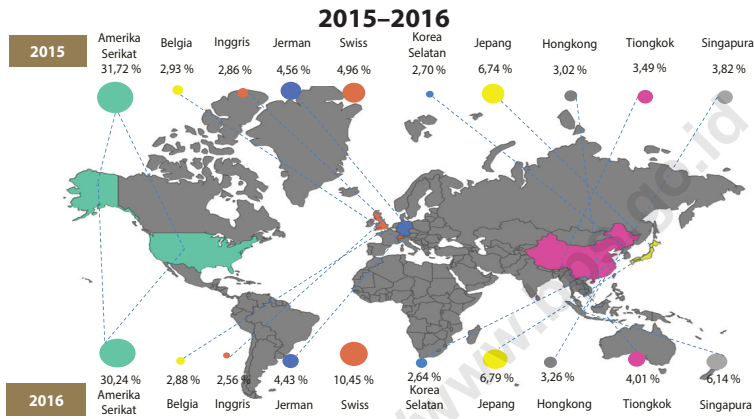 2015–2016
2015
Amerika Serikat
31,72 %
Belgia
2,93 %
Inggris
2,86 %
Jerman
4,56 %
Swiss
4,96 %
Korea Selatan
2,70 %
Jepang
6,74 %
Hongkong
3,02 %
Tiongkok
3,49 %
Singapura
3,82 %
30,24 %
Amerika Serikat
2,88 %
Belgia
2,56 %
Inggris
4,43 %
Jerman
10,45 %
Swiss
2,64 %
Korea Selatan
6,79 %
Jepang
3,26 %
Hongkong
4,01 %
Tiongkok
6,14 %
Singapura
2016